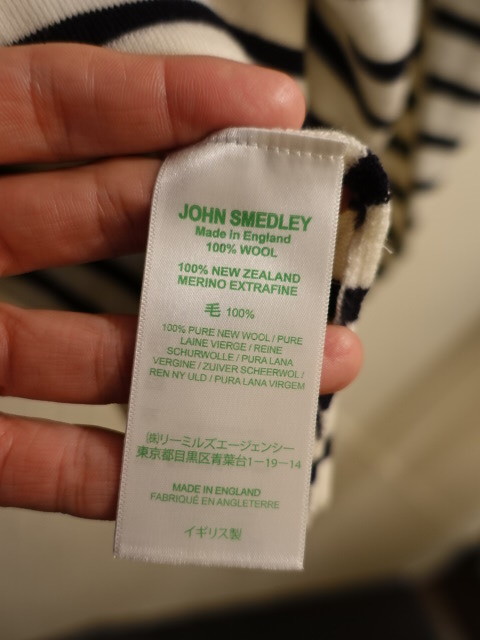 JOHN SMEDLEY
Made in England
100% WOOL
100% NEW ZEALAND
MERINO EXTRAFINE
毛 100%
100% PURE NEW WOOL / PURE
LAINE VIERGE / REINE
SCHURWOLLE / PURA LANA
VERGINE / ZUIVER SCHEERWOL /
REN NY ULD / PURA LANA VIRGEM
㈱リーミルズエージェンシー
東京都目黒区青葉台1-19-14
MADE IN ENGLAND
FABRIQUÉ EN ANGLETERRE
イギリス製